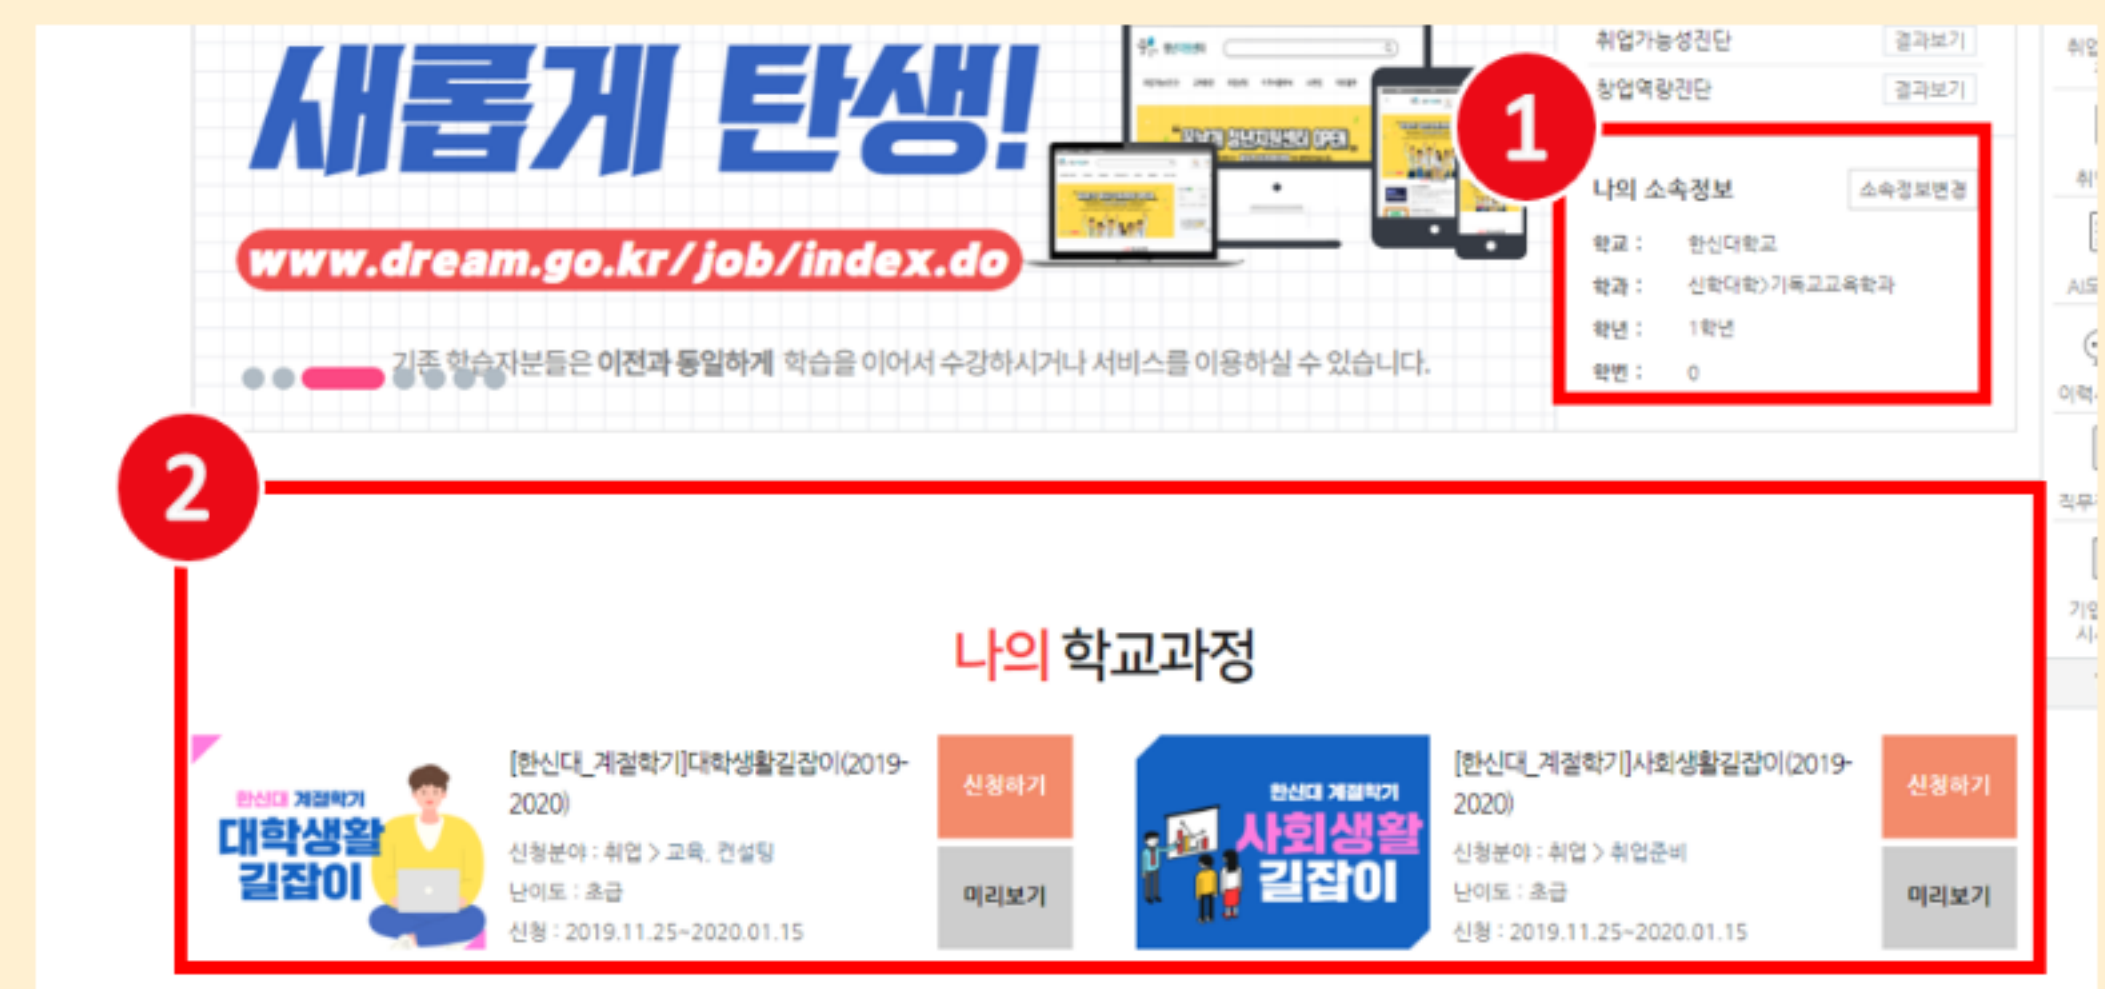 새롭게 탄생!
www.dream.go.kr/job/index.do
기존 학습자분들은 이전과 동일하게 학습을 이어서 수강하시거나 서비스를 이용하실 수 있습니다.
취업가능성진단 결과보기
창업역량진단 결과보기
1
나의 소속정보 소속정보변경
학교 : 한신대학교
학과 : 신학대학>기독교교육학과
학년 : 1학년
학번 : 0
2
나의 학교과정
한신대 계절학기
대학생활
길잡이
[한신대_계절학기]대학생활길잡이(2019-
2020)
신청분야 : 취업 > 교육, 컨설팅
난이도 : 초급
신청 : 2019.11.25~2020.01.15
신청하기
미리보기
한신대 계절학기
사회생활
길잡이
[한신대_계절학기]사회생활길잡이(2019-
2020)
신청분야 : 취업 > 취업준비
난이도 : 초급
신청 : 2019.11.25~2020.01.15
신청하기
미리보기